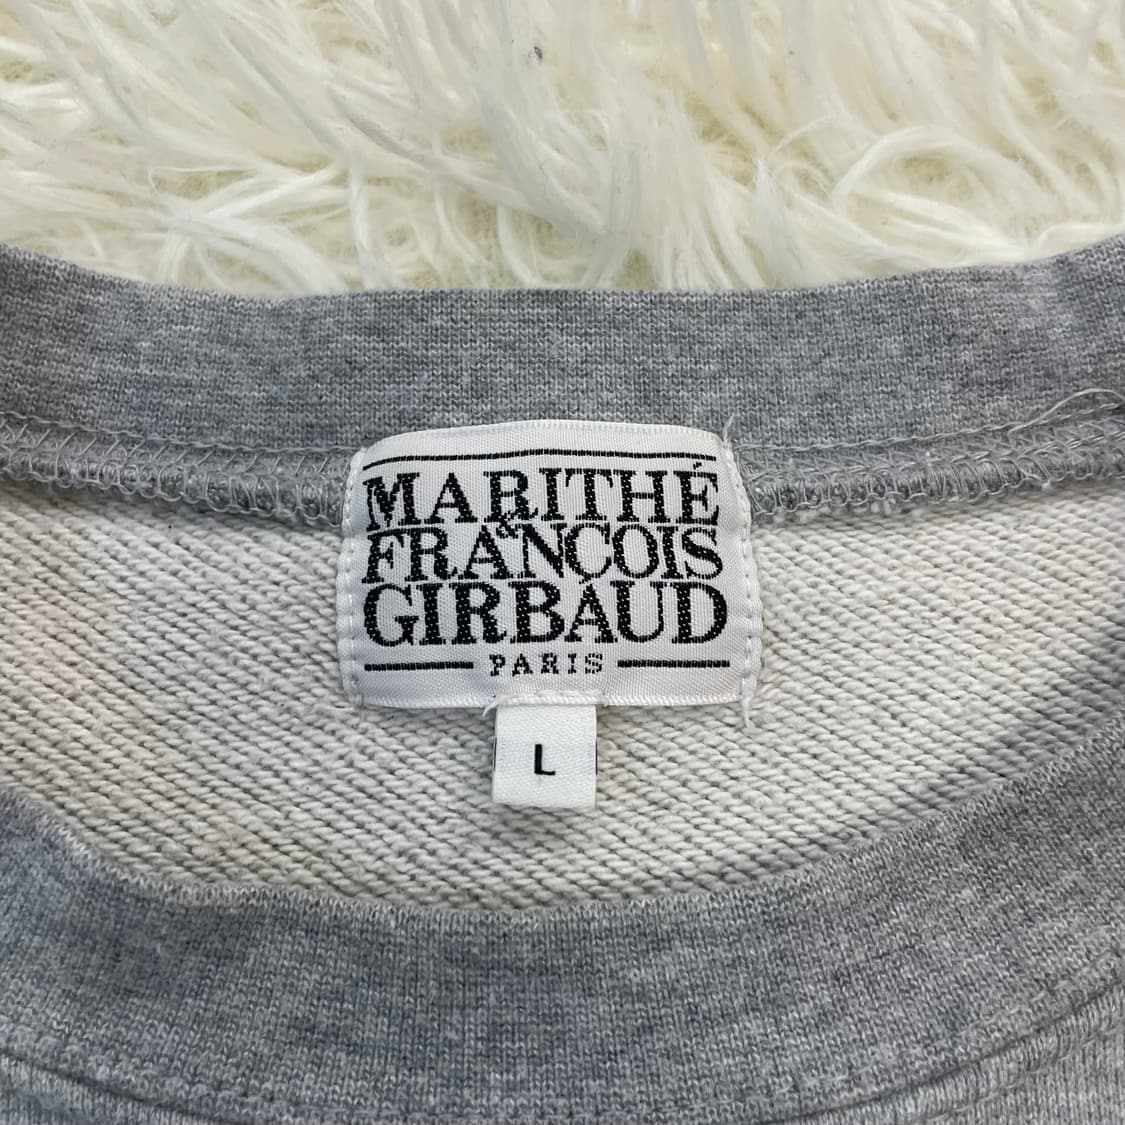 MARITHÉ
&
FRANÇOIS
GIRBAUD
PARIS
L